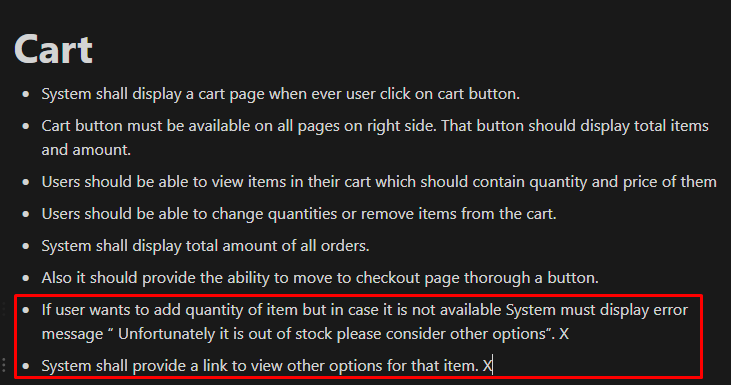 Cart
• System shall display a cart page when ever user click on cart button.
• Cart button must be available on all pages on right side. That button should display total items
and amount.
• Users should be able to view items in their cart which should contain quantity and price of them
• Users should be able to change quantities or remove items from the cart.
• System shall display total amount of all orders.
• Also it should provide the ability to move to checkout page thorough a button.
• If user wants to add quantity of item but in case it is not available System must display error
message “ Unfortunately it is out of stock please consider other options”. X
• System shall provide a link to view other options for that item. X